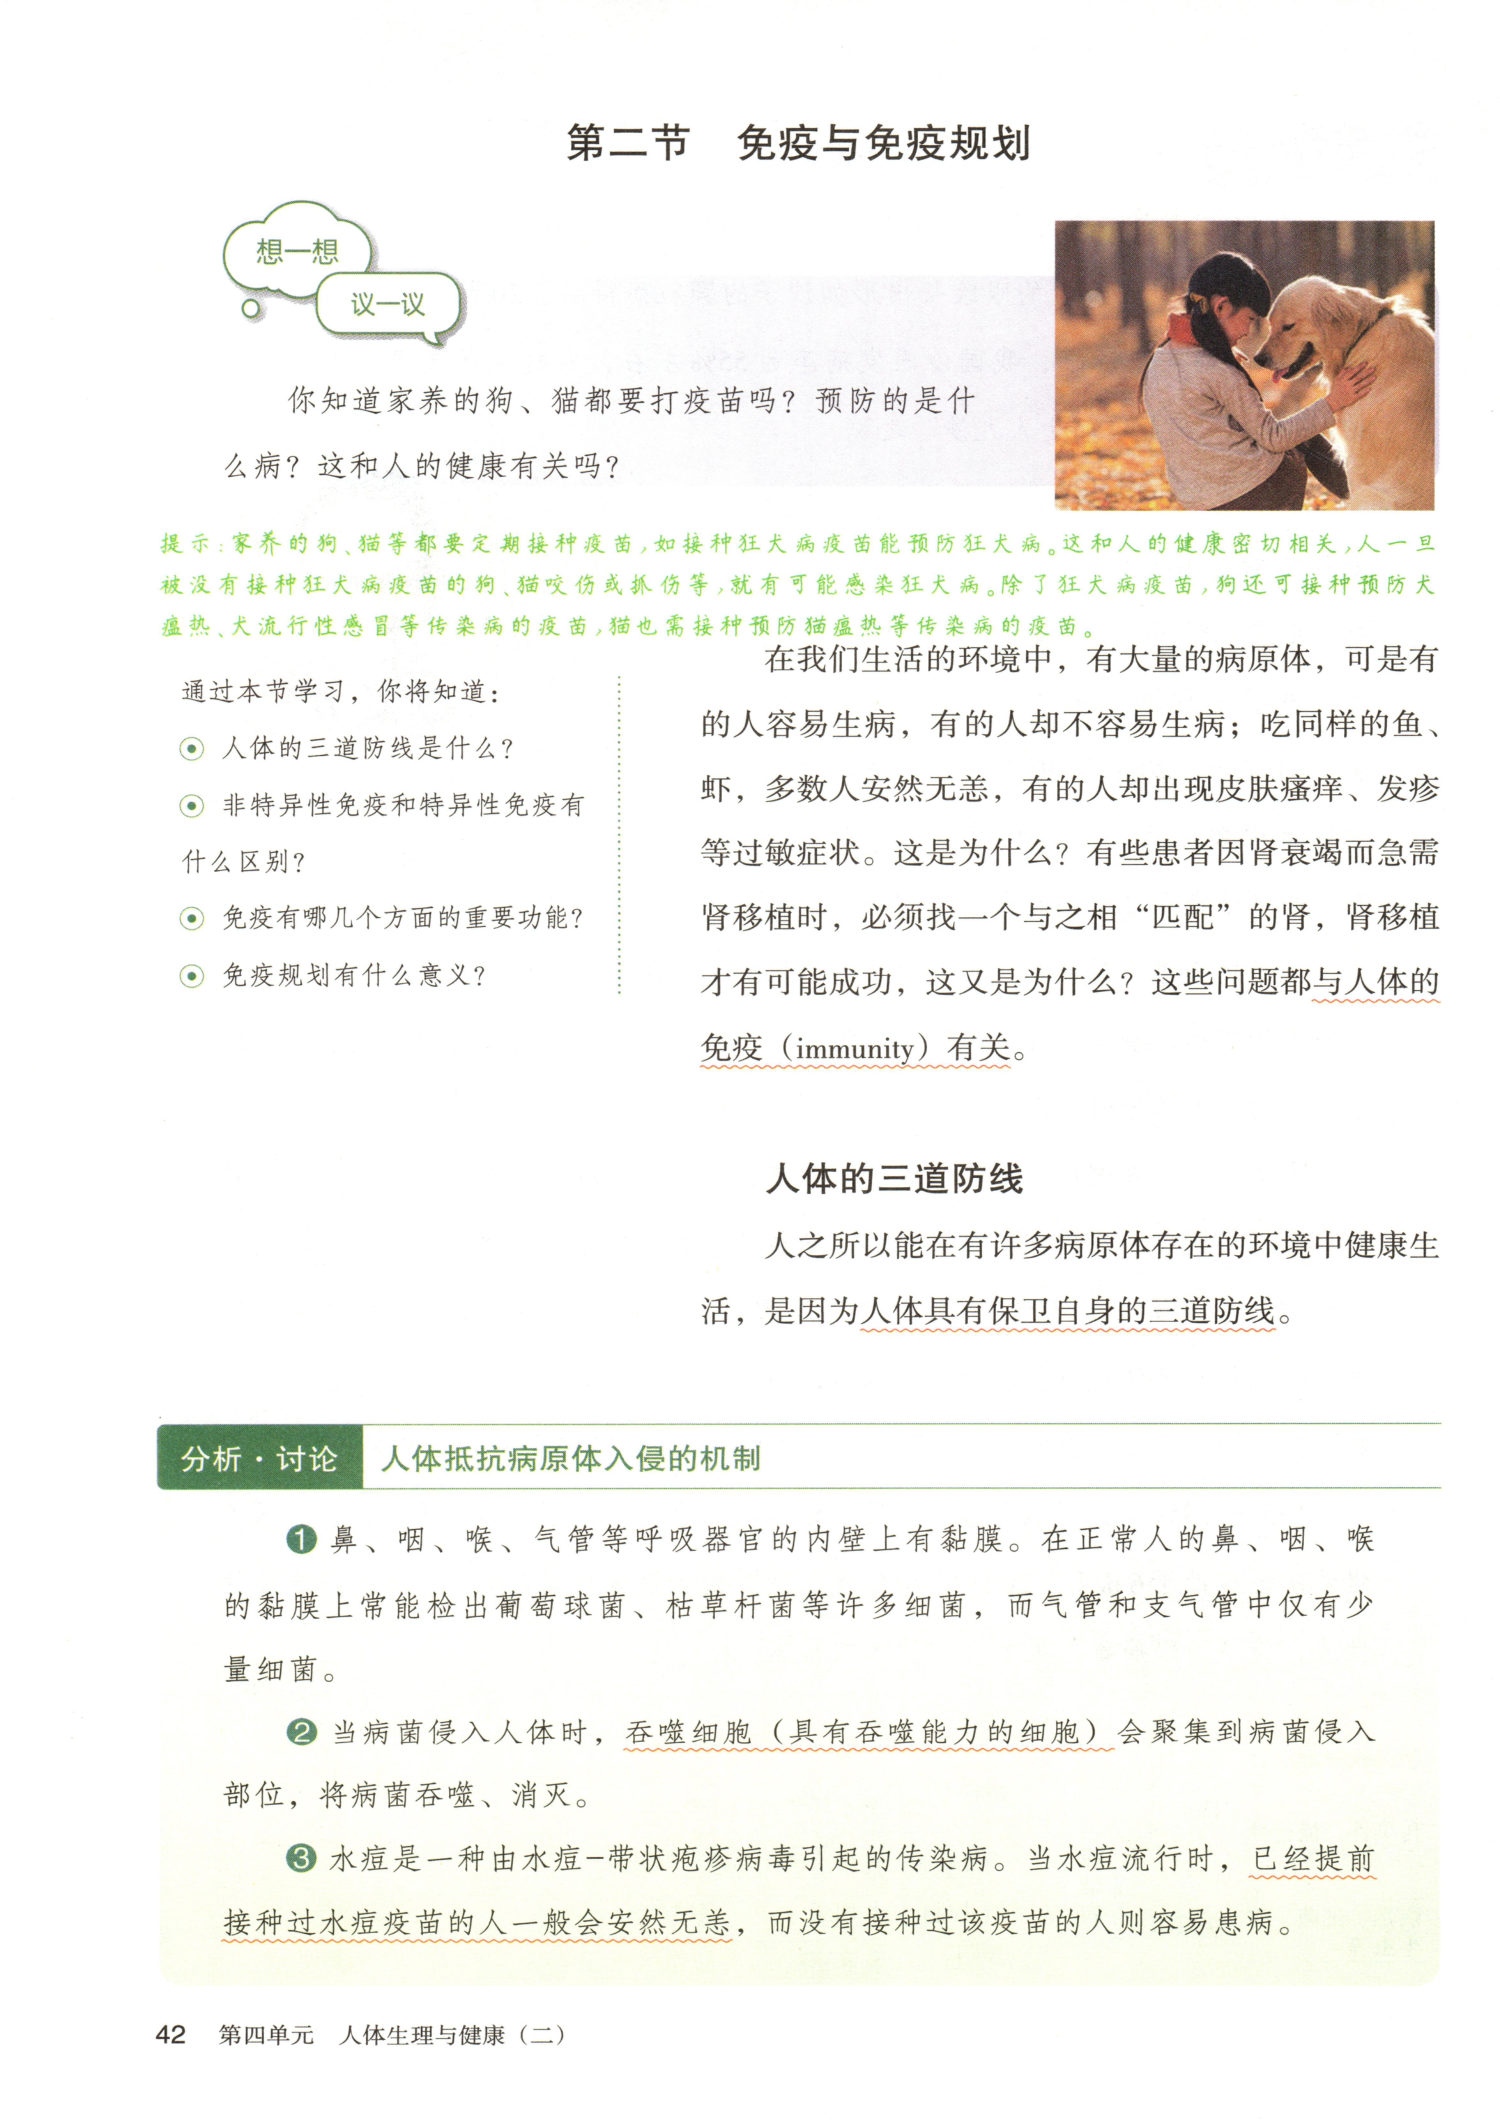 第二节 免疫与免疫规划
想一想
议一议
你知道家养的狗、猫都要打疫苗吗？预防的是什
么病？这和人的健康有关吗？
提示：家养的狗、猫等都要定期接种疫苗，如接种狂犬病疫苗能预防狂犬病。这和人的健康密切相关，人一旦
被没有接种狂犬病疫苗的狗、猫咬伤或抓伤等，就有可能感染狂犬病。除了狂犬病疫苗，狗还可接种预防犬
瘟热、犬流行性感冒等传染病的疫苗，猫也需接种预防猫瘟热等传染病的疫苗。
通过本节学习，你将知道：
人体的三道防线是什么？
非特异性免疫和特异性免疫有
什么区别？
免疫有哪几个方面的重要功能？
免疫规划有什么意义？
在我们生活的环境中，有大量的病原体，可是有
的人容易生病，有的人却不容易生病；吃同样的鱼、
虾，多数人安然无恙，有的人却出现皮肤瘙痒、发疹
等过敏症状。这是为什么？有些患者因肾衰竭而急需
肾移植时，必须找一个与之相“匹配”的肾，肾移植
才有可能成功，这又是为什么？这些问题都与人体的
免疫（immunity）有关。
人体的三道防线
人之所以能在有许多病原体存在的环境中健康生
活，是因为人体具有保卫自身的三道防线。
分析·讨论 人体抵抗病原体入侵的机制
❶ 鼻、咽、喉、气管等呼吸器官的内壁上有黏膜。在正常人的鼻、咽、喉
的黏膜上常能检出葡萄球菌、枯草杆菌等许多细菌，而气管和支气管中仅有少
量细菌。
❷ 当病菌侵入人体时，吞噬细胞（具有吞噬能力的细胞）会聚集到病菌侵入
部位，将病菌吞噬、消灭。
❸ 水痘是一种由水痘-带状疱疹病毒引起的传染病。当水痘流行时，已经提前
接种过水痘疫苗的人一般会安然无恙，而没有接种过该疫苗的人则容易患病。
42 第四单元 人体生理与健康（二）